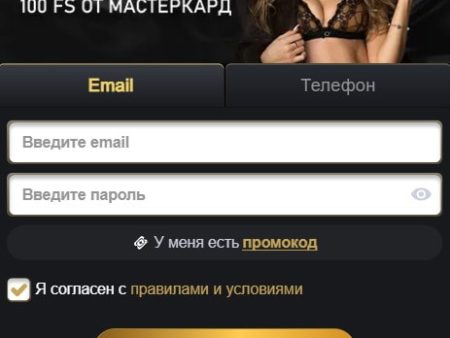 100 FS ОТ МАСТЕРКАРД
Email
Телефон
Введите email
Введите пароль
У меня есть промокод
Я согласен с правилами и условиями